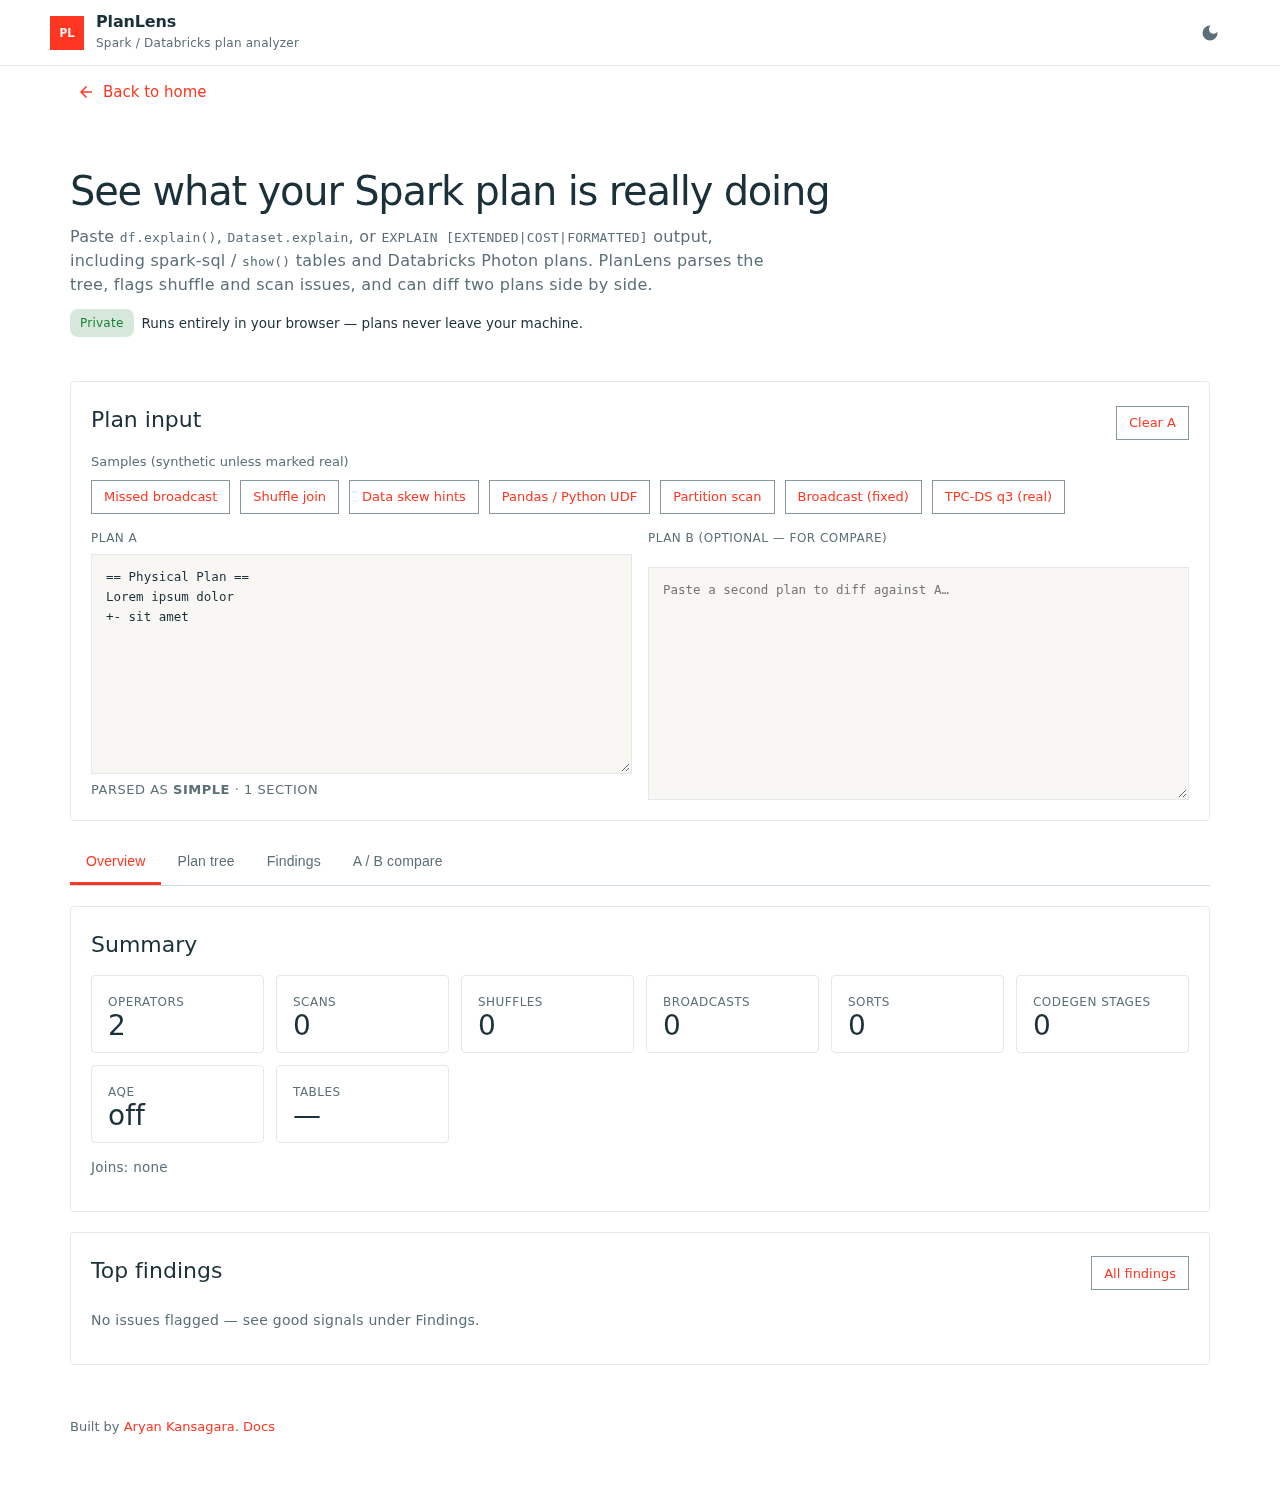 PL
PlanLens
Spark / Databricks plan analyzer
Back to home
See what your Spark plan is really doing
Paste df.explain(), Dataset.explain, or EXPLAIN [EXTENDED|COST|FORMATTED] output,
including spark-sql / show() tables and Databricks Photon plans. PlanLens parses the
tree, flags shuffle and scan issues, and can diff two plans side by side.
Private Runs entirely in your browser — plans never leave your machine.
Plan input
Clear A
Samples (synthetic unless marked real)
Missed broadcast Shuffle join Data skew hints Pandas / Python UDF Partition scan Broadcast (fixed) TPC-DS q3 (real)
PLAN A
== Physical Plan ==
Lorem ipsum dolor
+- sit amet
PARSED AS SIMPLE · 1 SECTION
PLAN B (OPTIONAL — FOR COMPARE)
Paste a second plan to diff against A…
Overview Plan tree Findings A / B compare
Summary
OPERATORS
2
SCANS
0
SHUFFLES
0
BROADCASTS
0
SORTS
0
CODEGEN STAGES
0
AQE
off
TABLES
—
Joins: none
Top findings
All findings
No issues flagged — see good signals under Findings.
Built by Aryan Kansagara. Docs